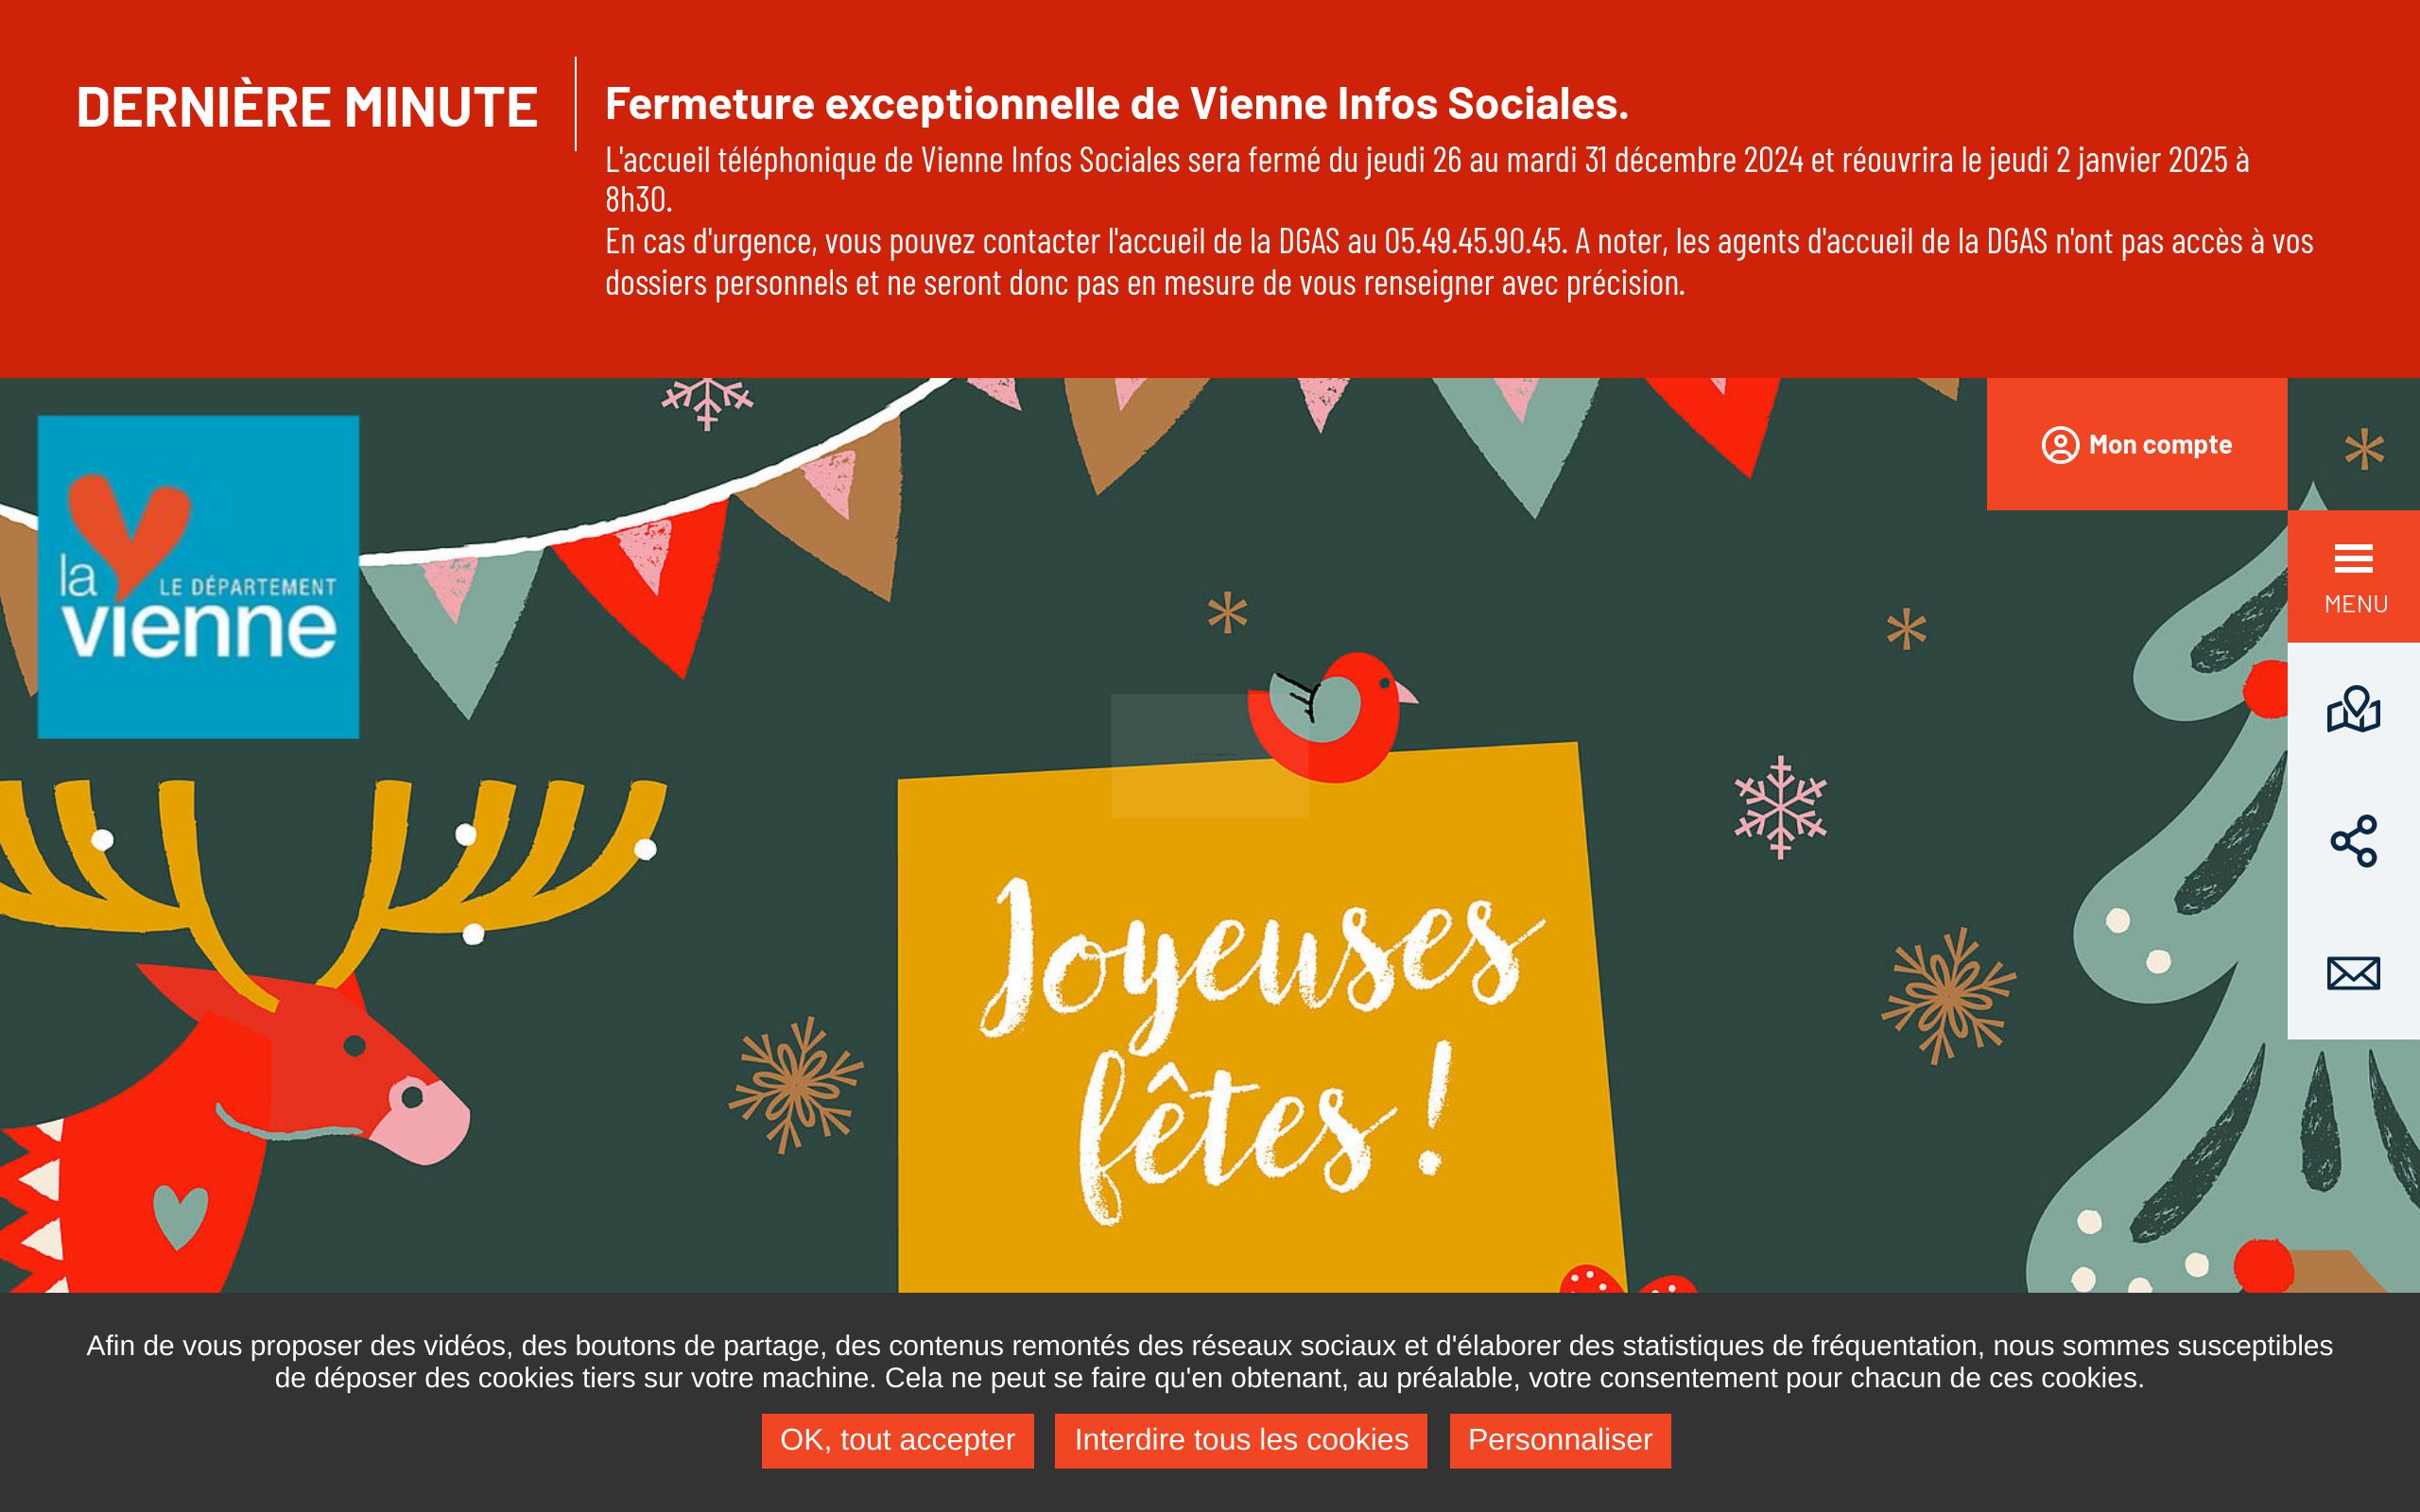 DERNIÈRE MINUTE
Fermeture exceptionnelle de Vienne Infos Sociales.
L'accueil téléphonique de Vienne Infos Sociales sera fermé du jeudi 26 au mardi 31 décembre 2024 et réouvrira le jeudi 2 janvier 2025 à
8h30.
En cas d'urgence, vous pouvez contacter l'accueil de la DGAS au 05.49.45.90.45. A noter, les agents d'accueil de la DGAS n'ont pas accès à vos
dossiers personnels et ne seront donc pas en mesure de vous renseigner avec précision.
Mon compte
la
LE DÉPARTEMENT
vienne
MENU
Joyeuses
fêtes !
Afin de vous proposer des vidéos, des boutons de partage, des contenus remontés des réseaux sociaux et d'élaborer des statistiques de fréquentation, nous sommes susceptibles
de déposer des cookies tiers sur votre machine. Cela ne peut se faire qu'en obtenant, au préalable, votre consentement pour chacun de ces cookies.
OK, tout accepter
Interdire tous les cookies
Personnaliser